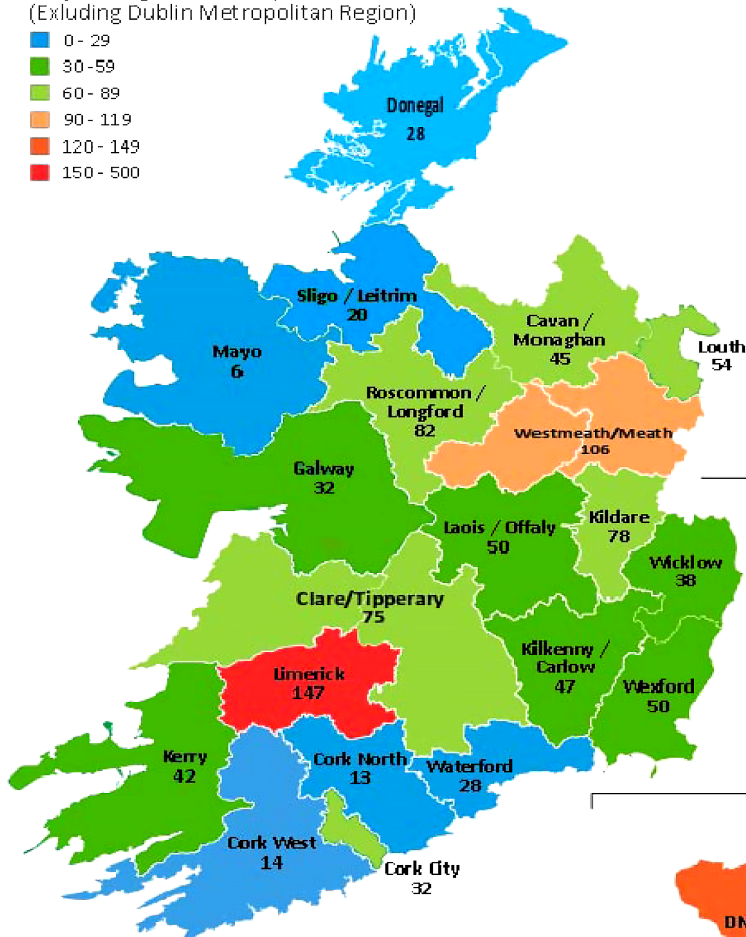 (Exluding Dublin Metropolitan Region)
0 - 29
30 -59
60 - 89
90 - 119
120 - 149
150 - 500
Donegal
28
Sligo / Leitrim
20
Mayo
6
Cavan /
Monaghan
45
Louth
54
Roscommon /
Longford
82
Westmeath/Meath
106
Galway
32
Laois / Offaly
50
Kildare
78
Wicklow
38
Clare/Tipperary
75
Limerick
147
Kilkenny /
Carlow
47
Wexford
50
Kerry
42
Cork North
13
Waterford
28
Cork West
14
Cork City
32